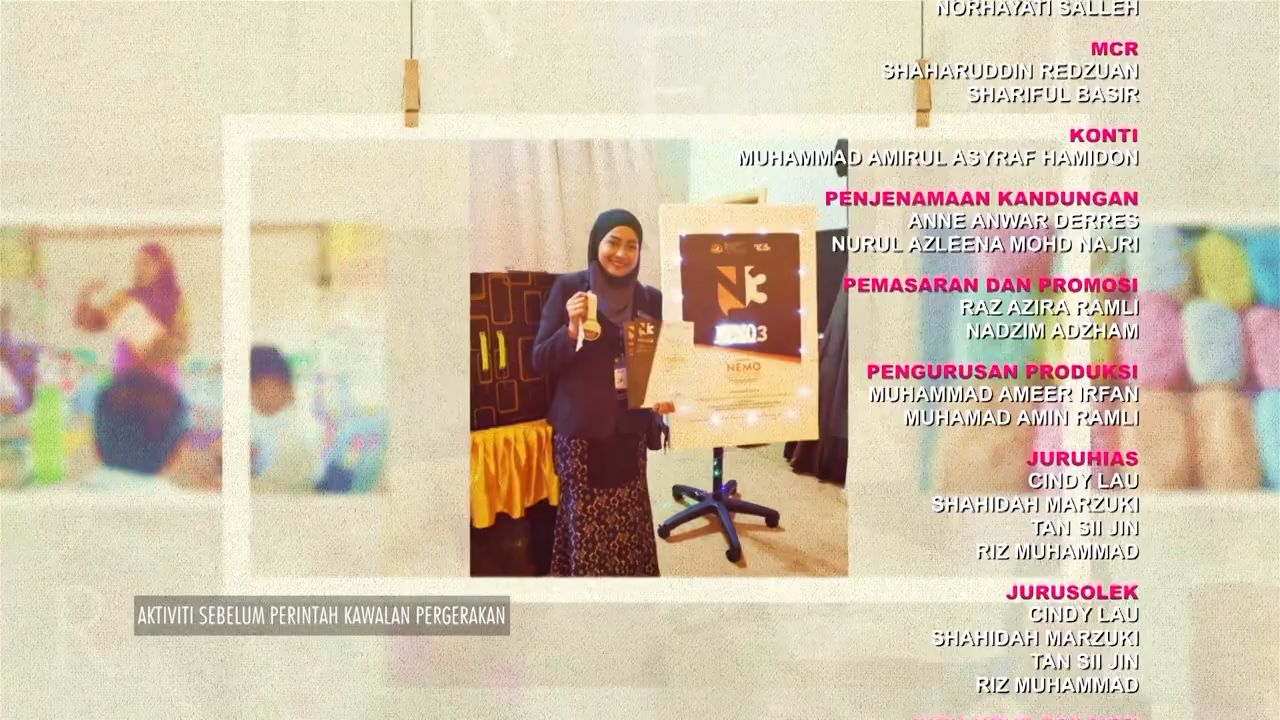 NORHAYATI SALLEH
MCR
SHAHARUDDIN REDZUAN
SHARIFUL BASIR
KONTI
MUHAMMAD AMIRUL ASYRAF HAMIDON
PENJENAMAAN KANDUNGAN
ANNE ANWAR DERRES
NURUL AZLEENA MOHD NAJRI
PEMASARAN DAN PROMOSI
RAZ AZIRA RAMLI
NADZIM ADZHAM
PENGURUSAN PRODUKSI
MUHAMMAD AMEER IRFAN
MUHAMAD AMIN RAMLI
JURUHIAS
CINDY LAU
SHAHIDAH MARZUKI
TAN SII JIN
RIZ MUHAMMAD
JURUSOLEK
CINDY LAU
SHAHIDAH MARZUKI
TAN SII JIN
RIZ MUHAMMAD
NEMO
AKTIVITI SEBELUM PERINTAH KAWALAN PERGERAKAN